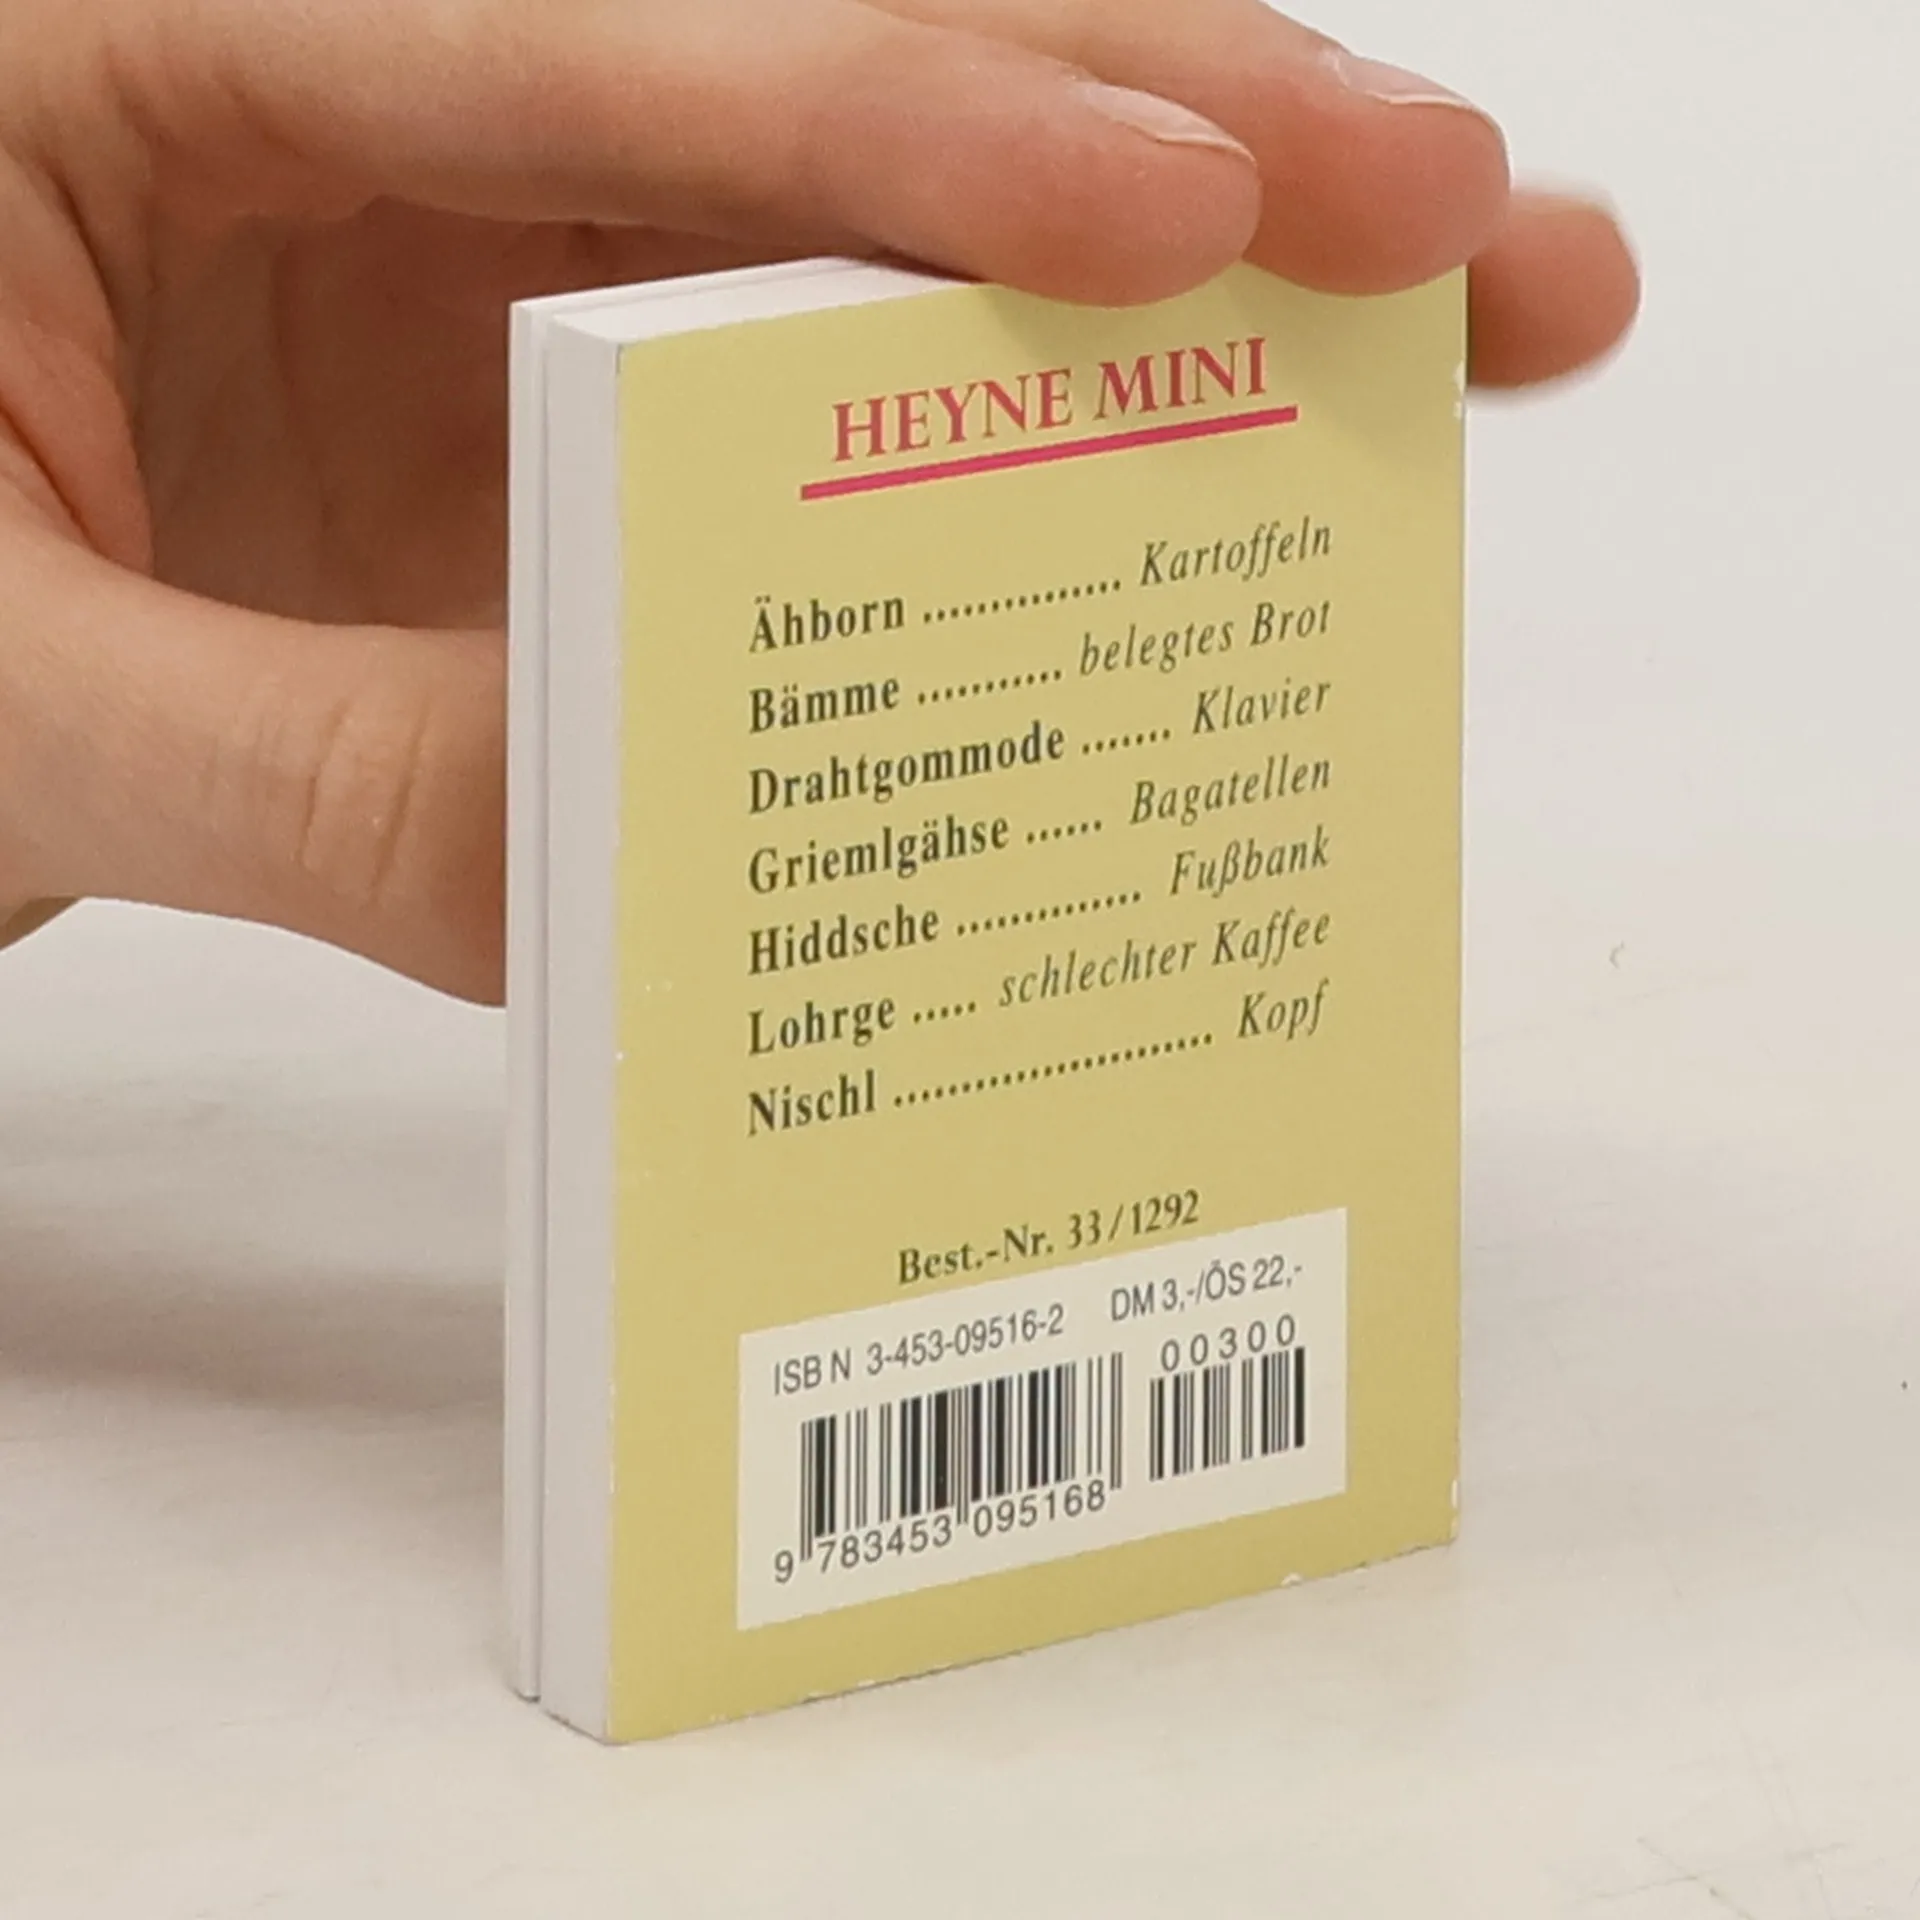 HEYNE MINI
Ähborn ............... Kartoffeln
Bämme ........... belegtes Brot
Drahtgommode ....... Klavier
Griemlgähse ...... Bagatellen
Hiddsche .............. Fußbank
Lohrge ..... schlechter Kaffee
Nischl ........................ Kopf
Best.-Nr. 33/1292
ISBN 3-453-09516-2 DM 3,-/ÖS 22,-
00300
9 783453 095168